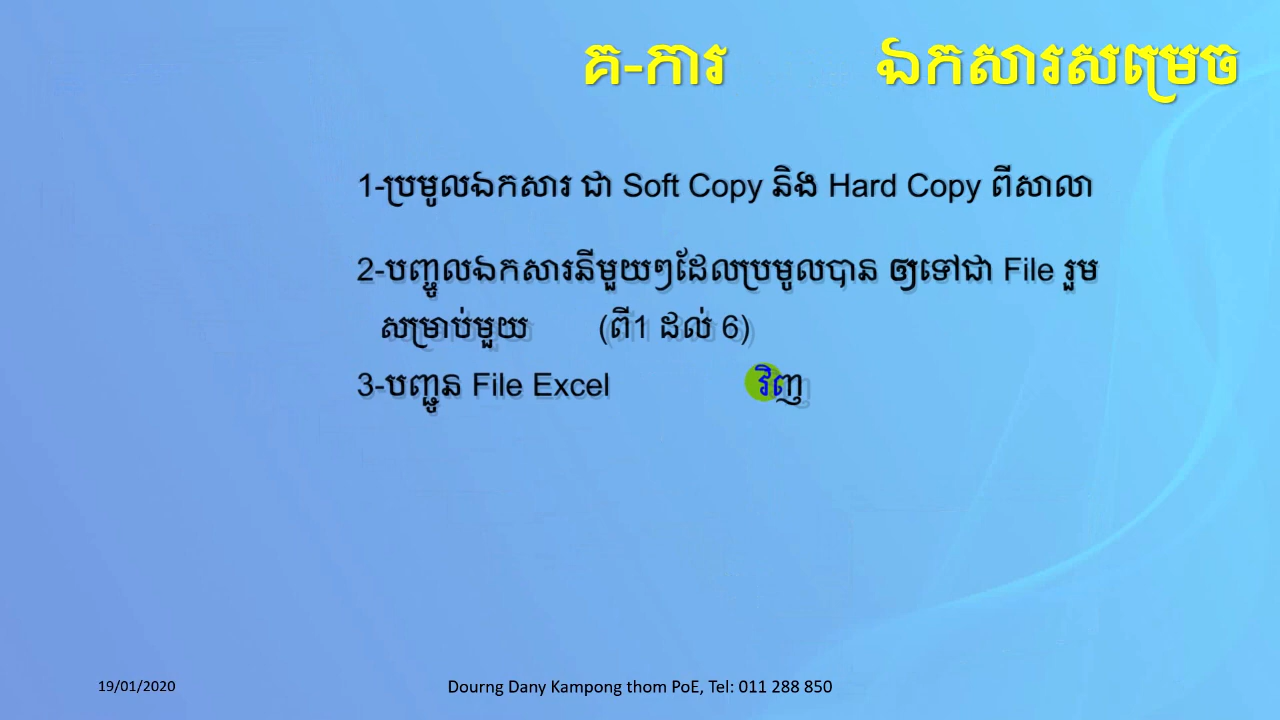 គ-ការ ឯកសារសម្រេច
1-ប្រមូលឯកសារ ជា Soft Copy និង Hard Copy ពីសាលា
2-បញ្ចូលឯកសារនីមួយៗដែលប្រមូលបាន ឲ្យទៅជា File រួម
សម្រាប់មួយ (ពី1 ដល់ 6)
3-បញ្ជូន File Excel វិញ
19/01/2020
Dourng Dany Kampong thom PoE, Tel: 011 288 850